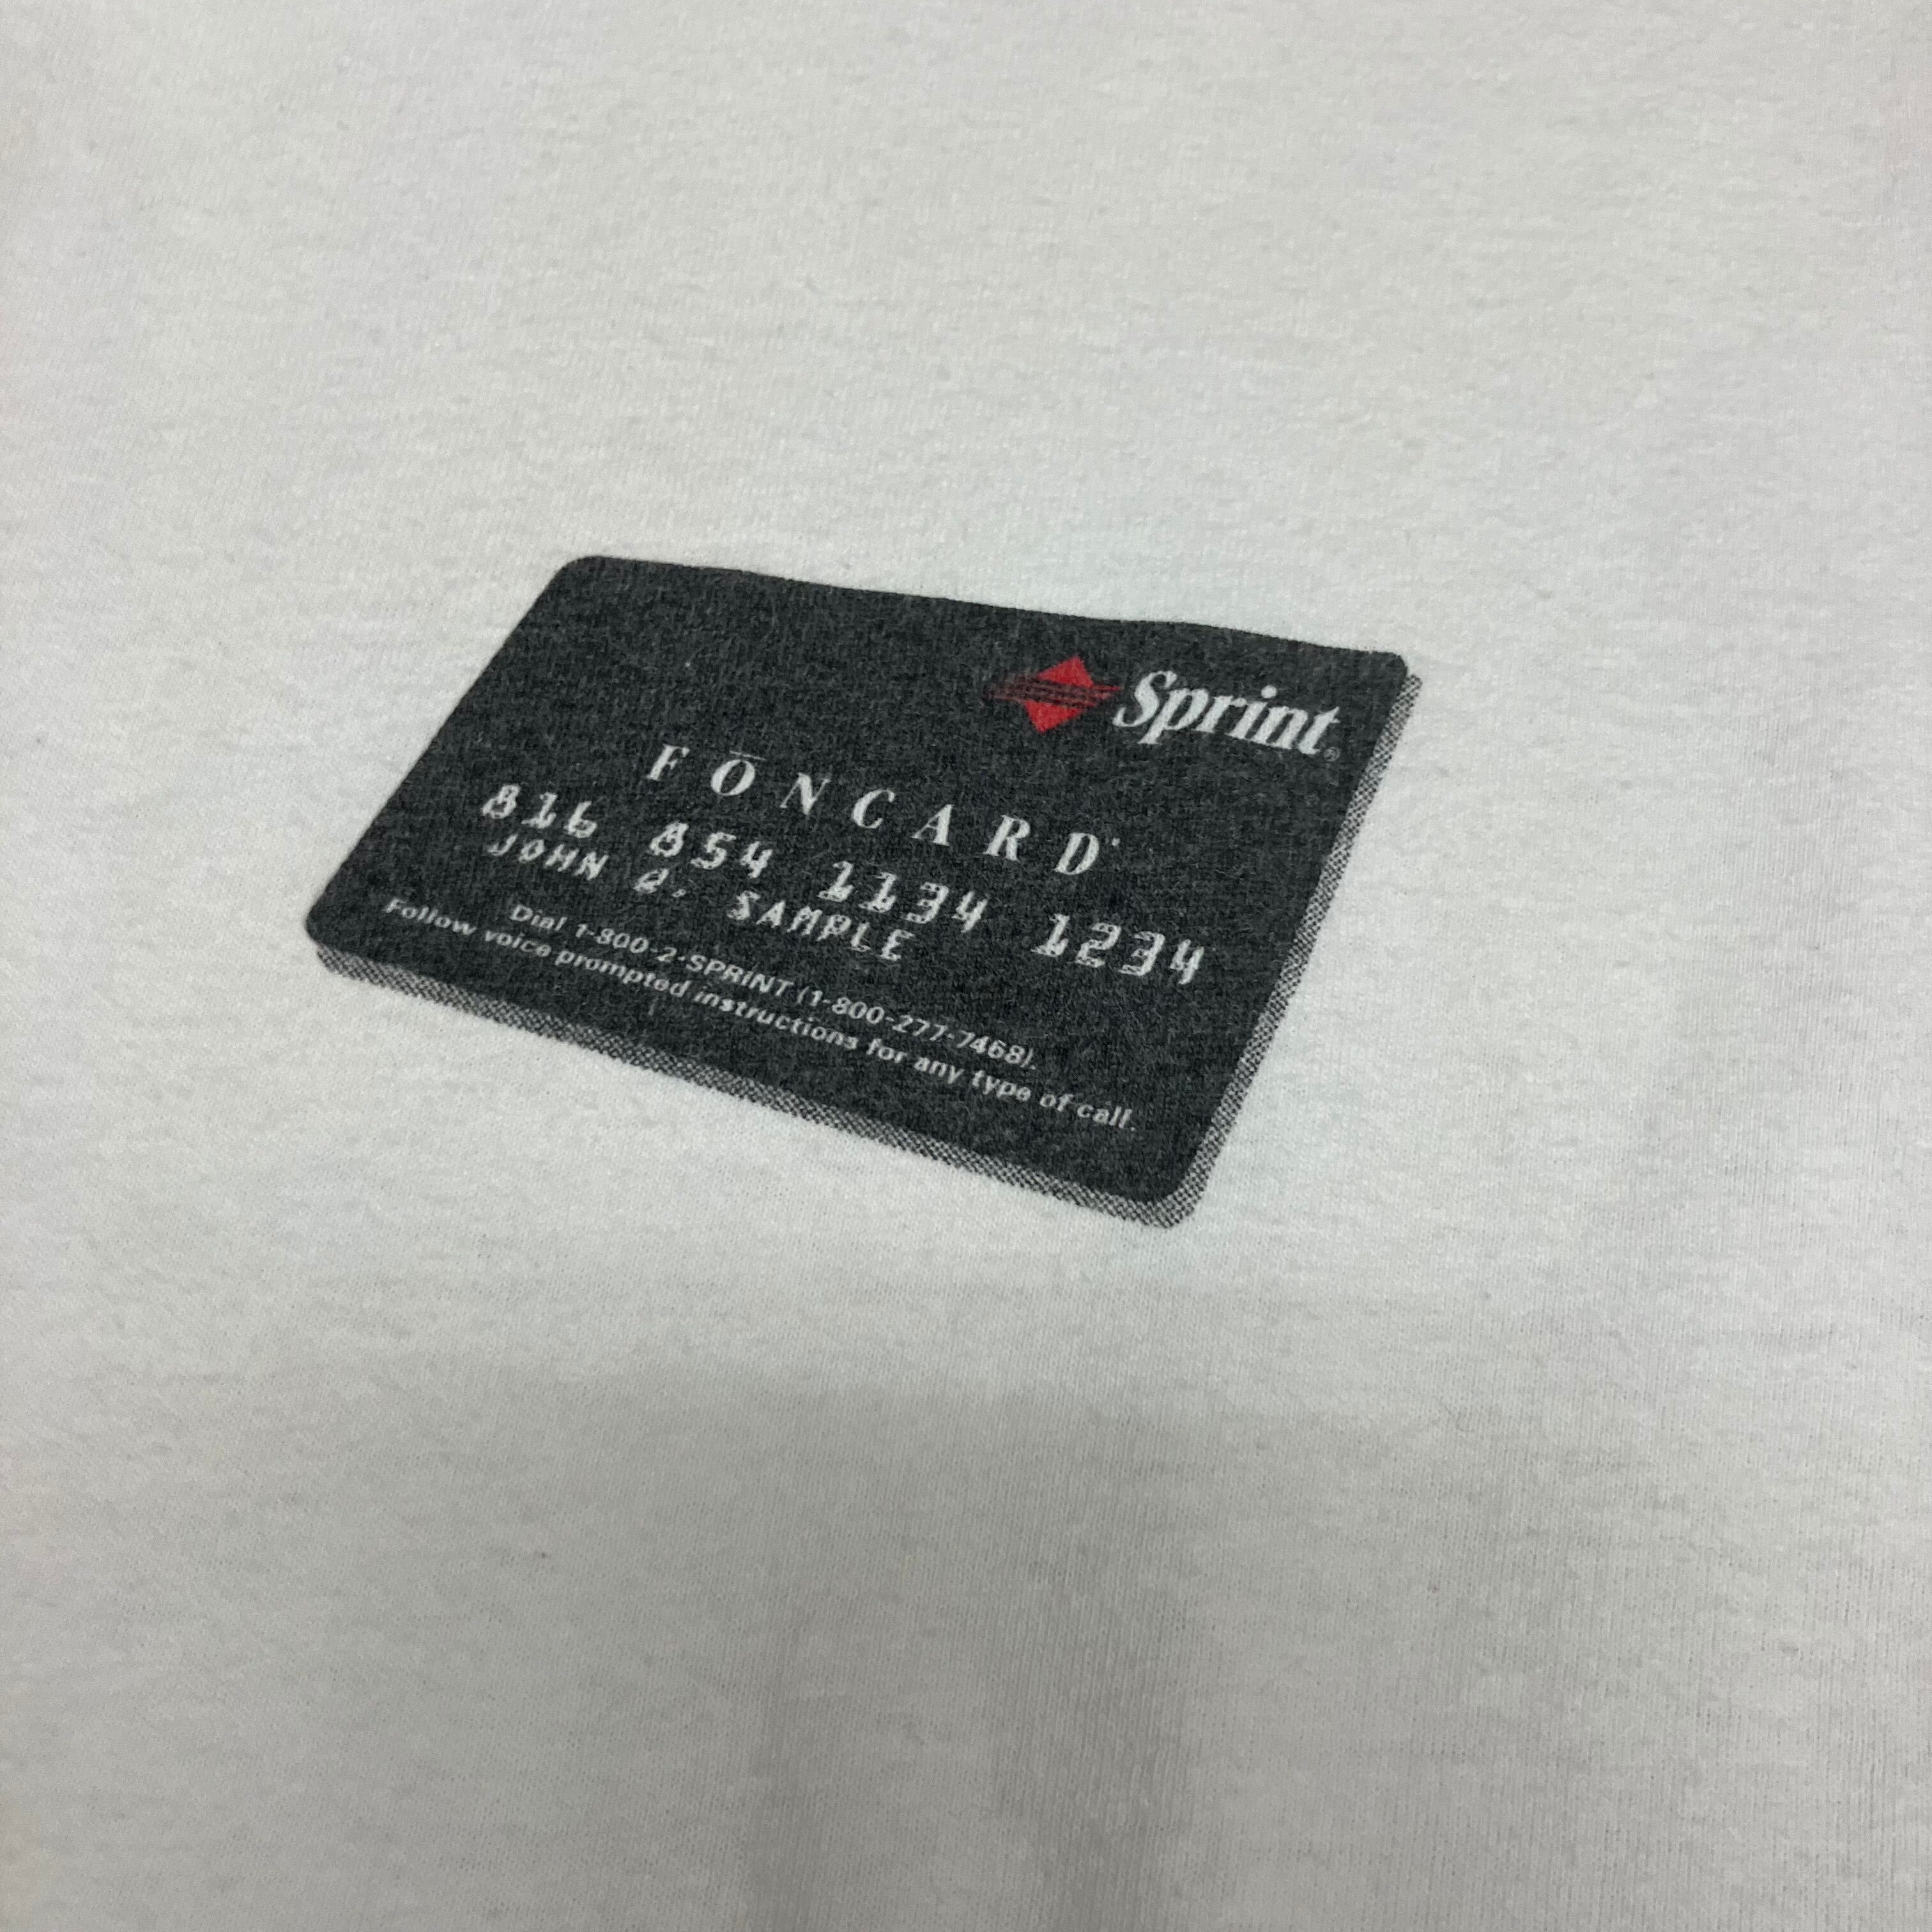 Sprint®
FŌNCARD
816 854 1134 1234
JOHN Q. SAMPLE
Dial 1-800-2-SPRINT (1-800-277-7468).
Follow voice prompted instructions for any type of call.